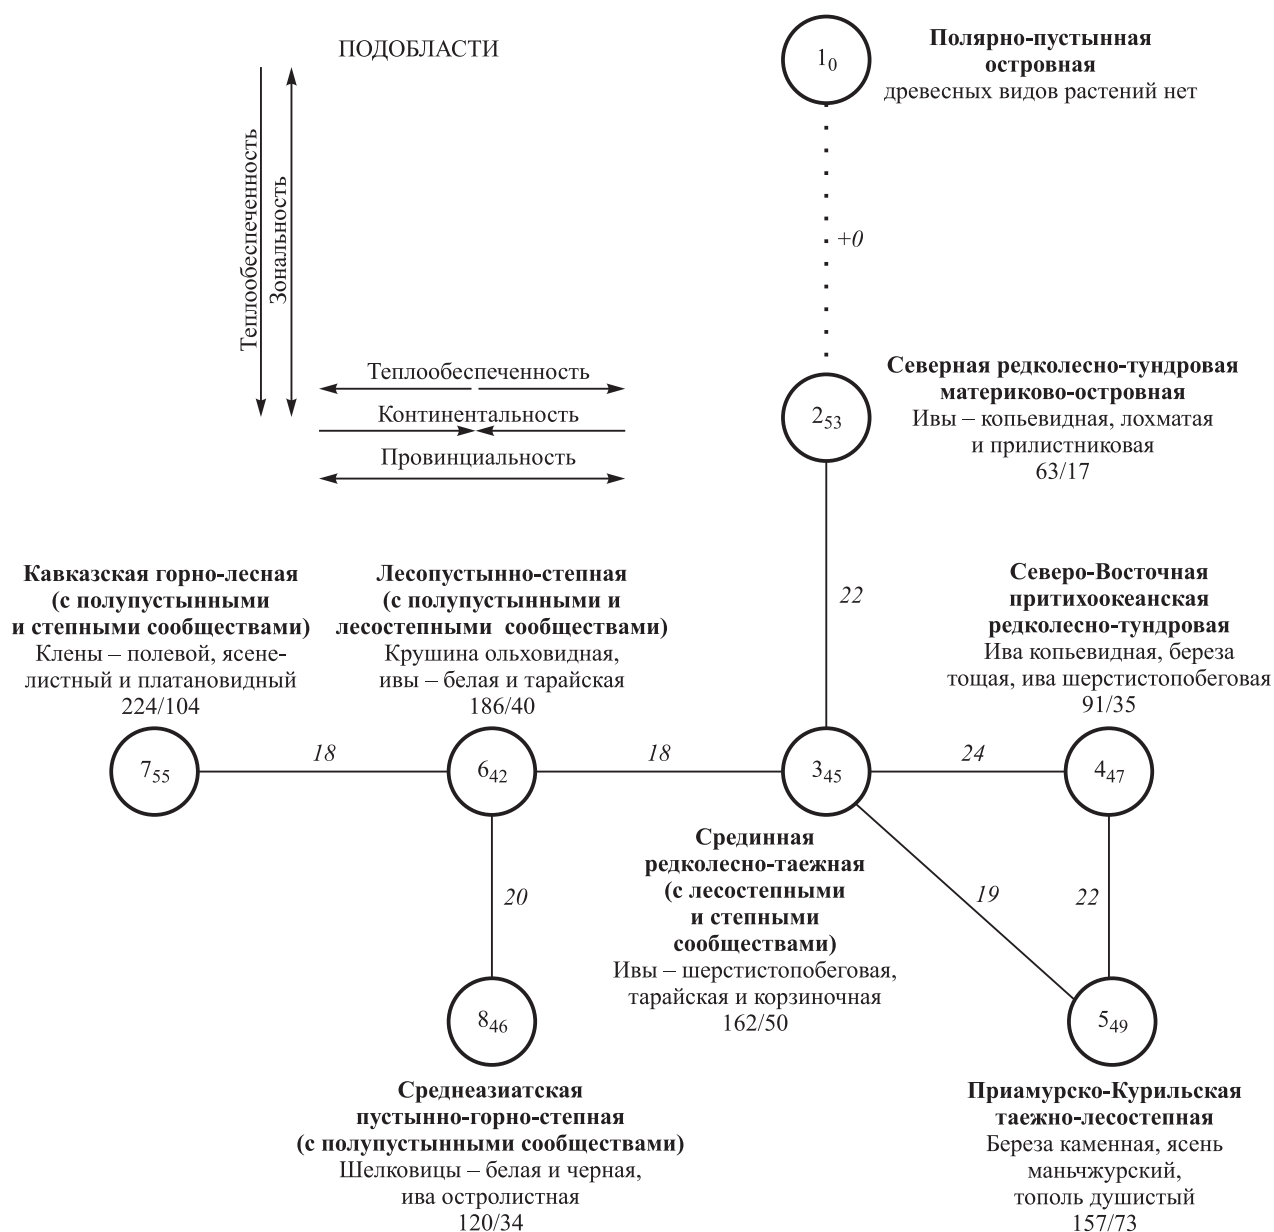 ПОДОБЛАСТИ
Теплообеспеченность
Зональность
Теплообеспеченность
Континентальность
Провинциальность
1₀
Полярно-пустынная
островная
древесных видов растений нет
+0
2₅₃
Северная редколесно-тундровая
материково-островная
Ивы – копьевидная, лохматая
и прилистниковая
63/17
22
Кавказская горно-лесная
(с полупустынными
и степными сообществами)
Клены – полевой, ясене-
листный и платановидный
224/104
7₅₅
18
Лесопустынно-степная
(с полупустынными и
лесостепными сообществами)
Крушина ольховидная,
ивы – белая и тарайская
186/40
6₄₂
18
3₄₅
24
Северо-Восточная
притихоокеанская
редколесно-тундровая
Ива копьевидная, береза
тощая, ива шерстистопобеговая
91/35
4₄₇
Срединная
редколесно-таежная
(с лесостепными
и степными
сообществами)
Ивы – шерстистопобеговая,
тарайская и корзиночная
162/50
20
19
22
8₄₆
Среднеазиатская
пустынно-горно-степная
(с полупустынными сообществами)
Шелковицы – белая и черная,
ива остролистная
120/34
5₄₉
Приамурско-Курильская
таежно-лесостепная
Береза каменная, ясень
маньчжурский,
тополь душистый
157/73